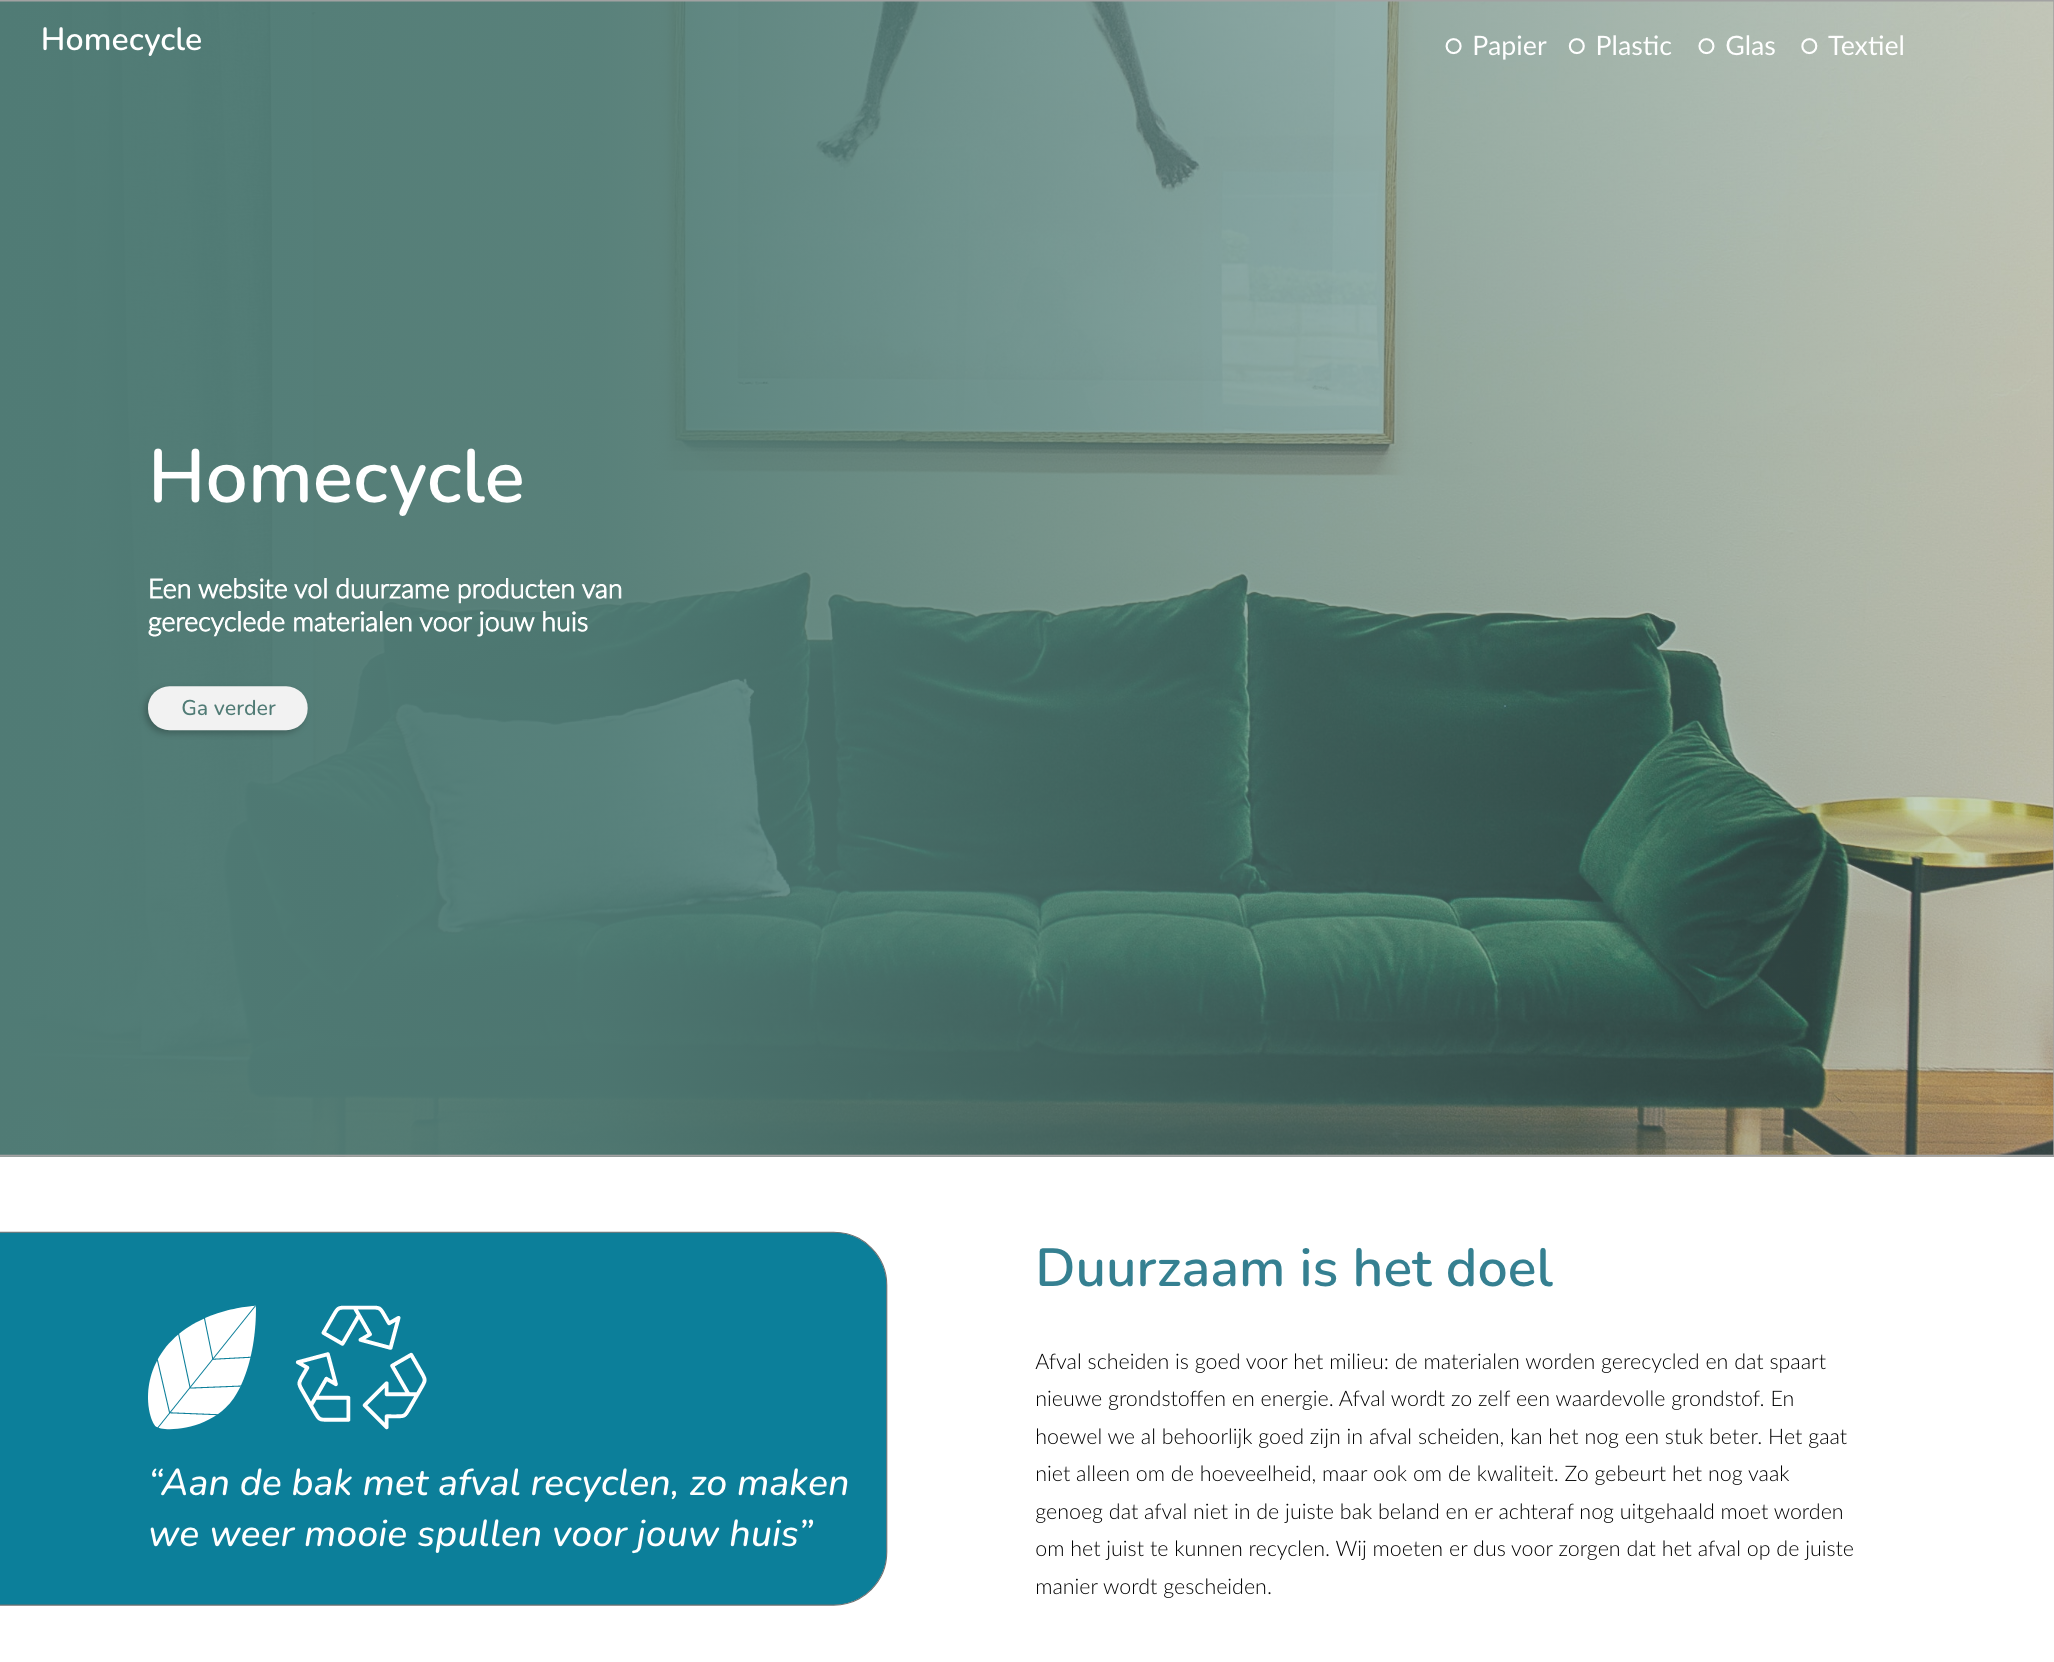 Homecycle
Papier
Plastic
Glas
Textiel
Homecycle
Een website vol duurzame producten van
gerecyclede materialen voor jouw huis
Ga verder
“Aan de bak met afval recyclen, zo maken
we weer mooie spullen voor jouw huis”
Duurzaam is het doel
Afval scheiden is goed voor het milieu: de materialen worden gerecycled en dat spaart
nieuwe grondstoffen en energie. Afval wordt zo zelf een waardevolle grondstof. En
hoewel we al behoorlijk goed zijn in afval scheiden, kan het nog een stuk beter. Het gaat
niet alleen om de hoeveelheid, maar ook om de kwaliteit. Zo gebeurt het nog vaak
genoeg dat afval niet in de juiste bak beland en er achteraf nog uitgehaald moet worden
om het juist te kunnen recyclen. Wij moeten er dus voor zorgen dat het afval op de juiste
manier wordt gescheiden.